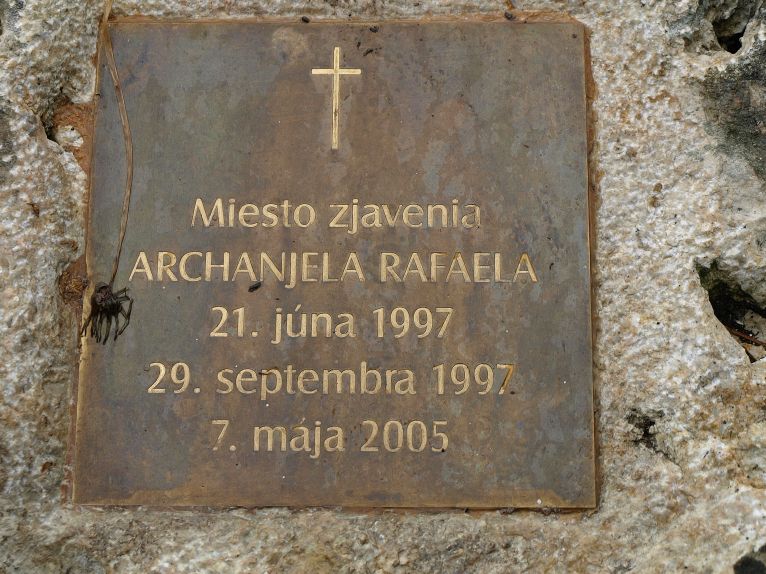 Miesto zjavenia
ARCHANJELA RAFAELA
21. júna 1997
29. septembra 1997
7. mája 2005